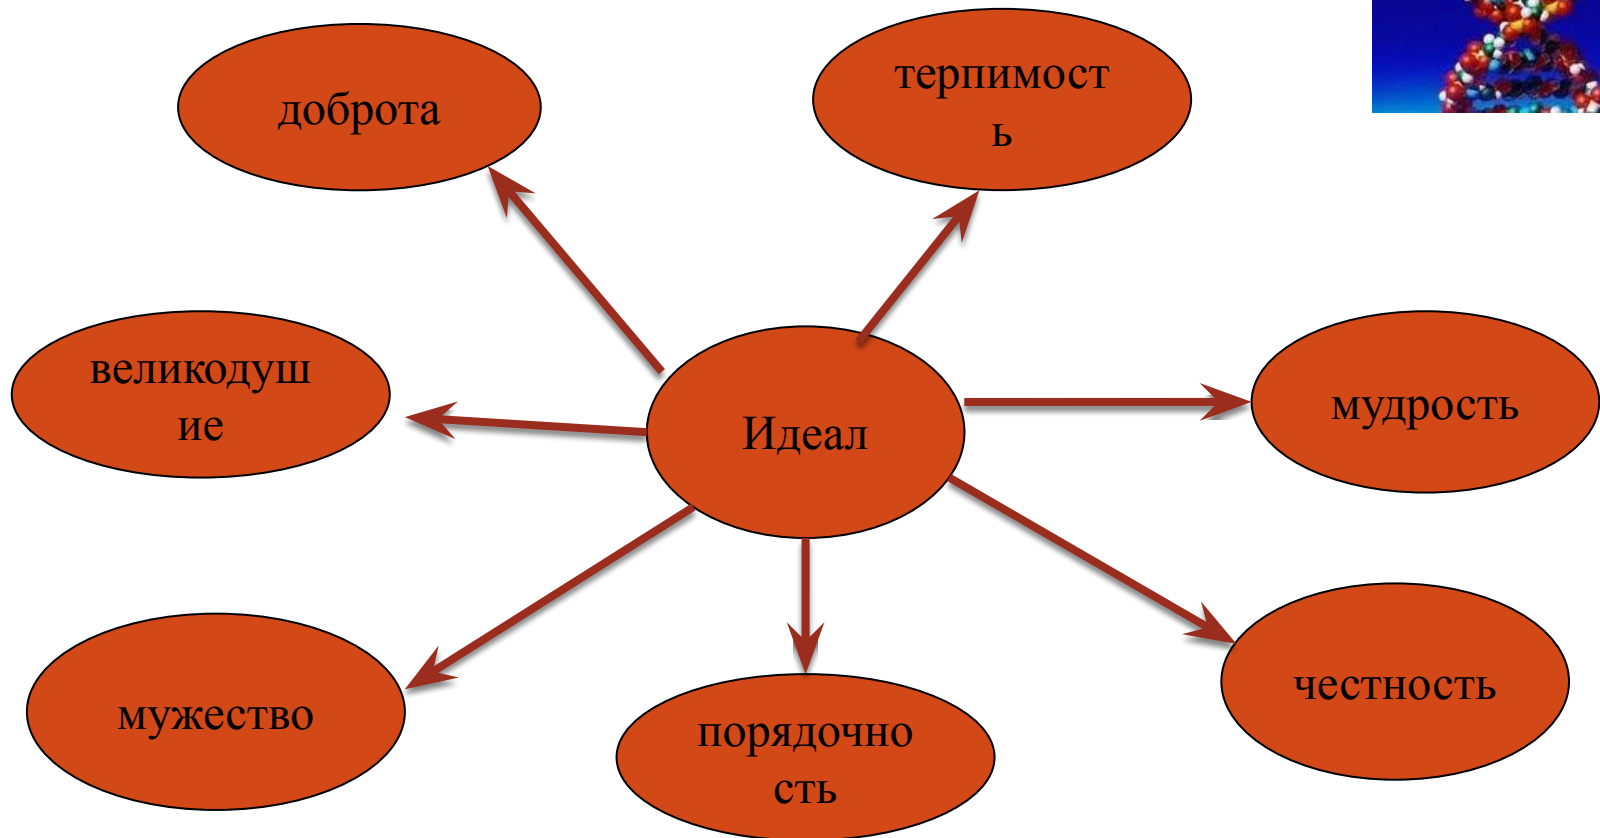 доброта
терпимост
ь
великодуш
ие
Идеал
мудрость
мужество
порядочно
сть
честность